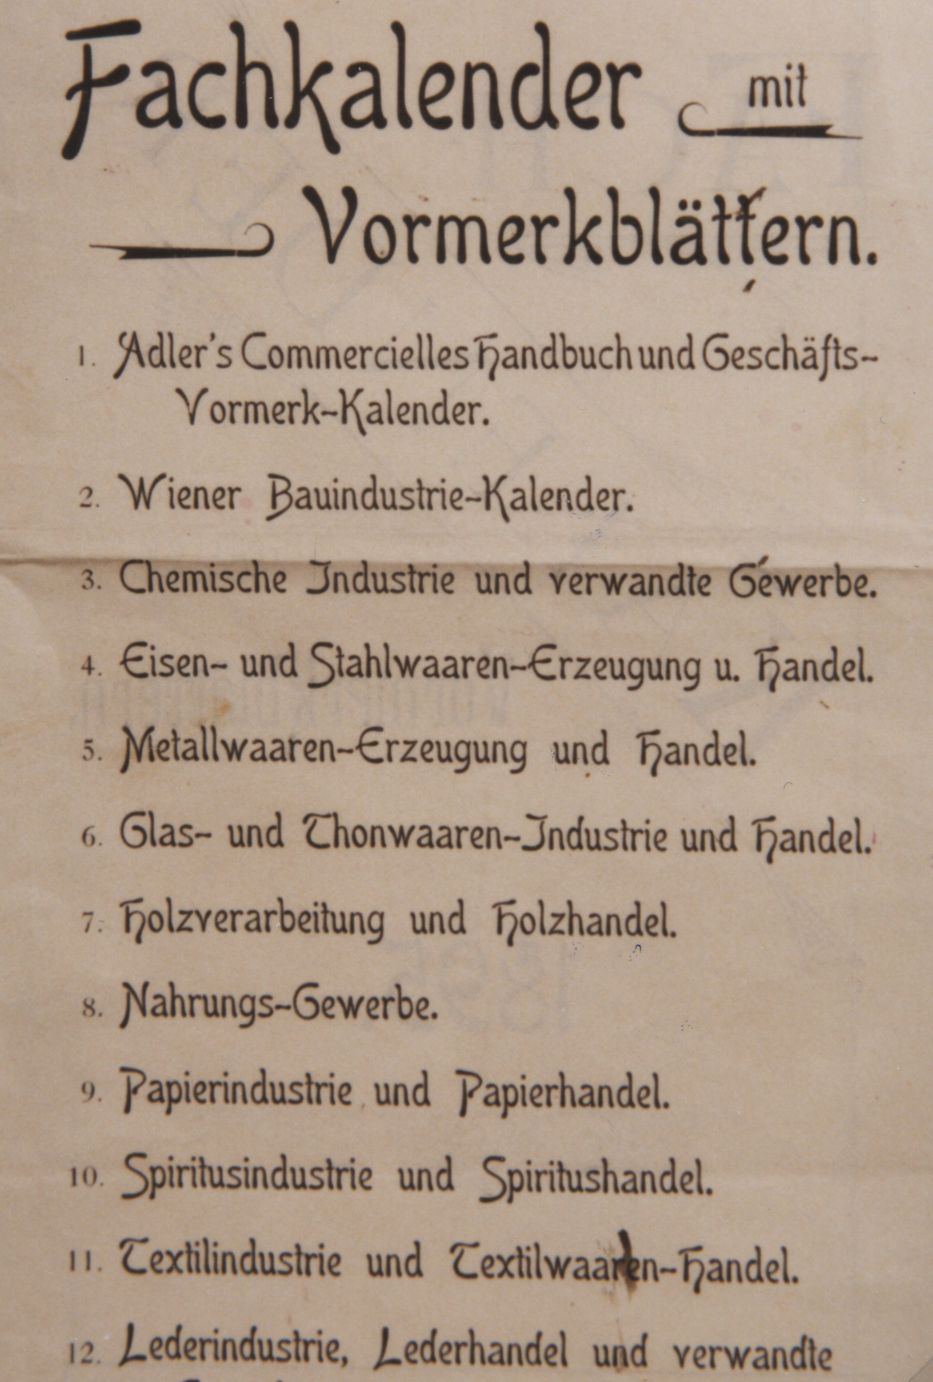 Fachkalender mit
Vormerkblättern.
1. Adler's Commercielles Handbuch und Geschäfts-
Vormerk-Kalender.
2. Wiener Bauindustrie-Kalender.
3. Chemische Industrie und verwandte Gewerbe.
4. Eisen- und Stahlwaaren-Erzeugung u. Handel.
5. Metallwaaren-Erzeugung und Handel.
6. Glas- und Thonwaaren-Industrie und Handel.
7. Holzverarbeitung und Holzhandel.
8. Nahrungs-Gewerbe.
9. Papierindustrie und Papierhandel.
10. Spiritusindustrie und Spiritushandel.
11. Textilindustrie und Textilwaaren-Handel.
12. Lederindustrie, Lederhandel und verwandte